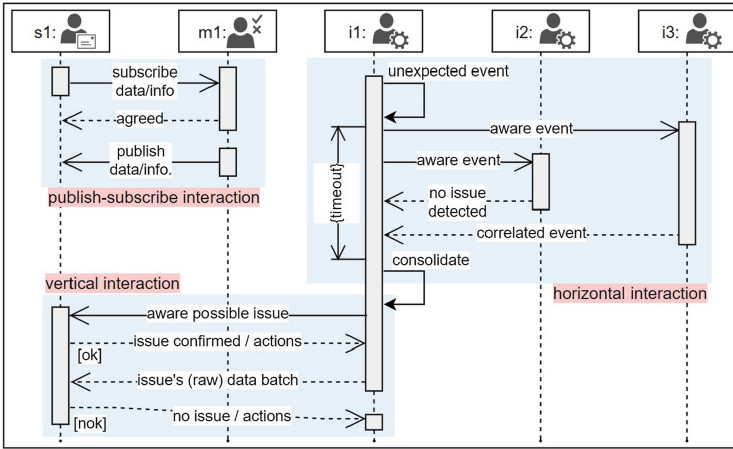 s1:
m1:
i1:
i2:
i3:
subscribe
data/info
agreed
publish
data/info.
publish-subscribe interaction
unexpected event
aware event
aware event
{timeout}
no issue
detected
correlated event
consolidate
horizontal interaction
vertical interaction
aware possible issue
issue confirmed / actions
[ok]
issue's (raw) data batch
no issue / actions
[nok]